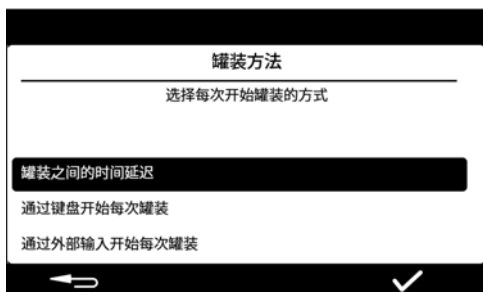 罐装方法
选择每次开始罐装的方式
罐装之间的时间延迟
通过键盘开始每次罐装
通过外部输入开始每次罐装